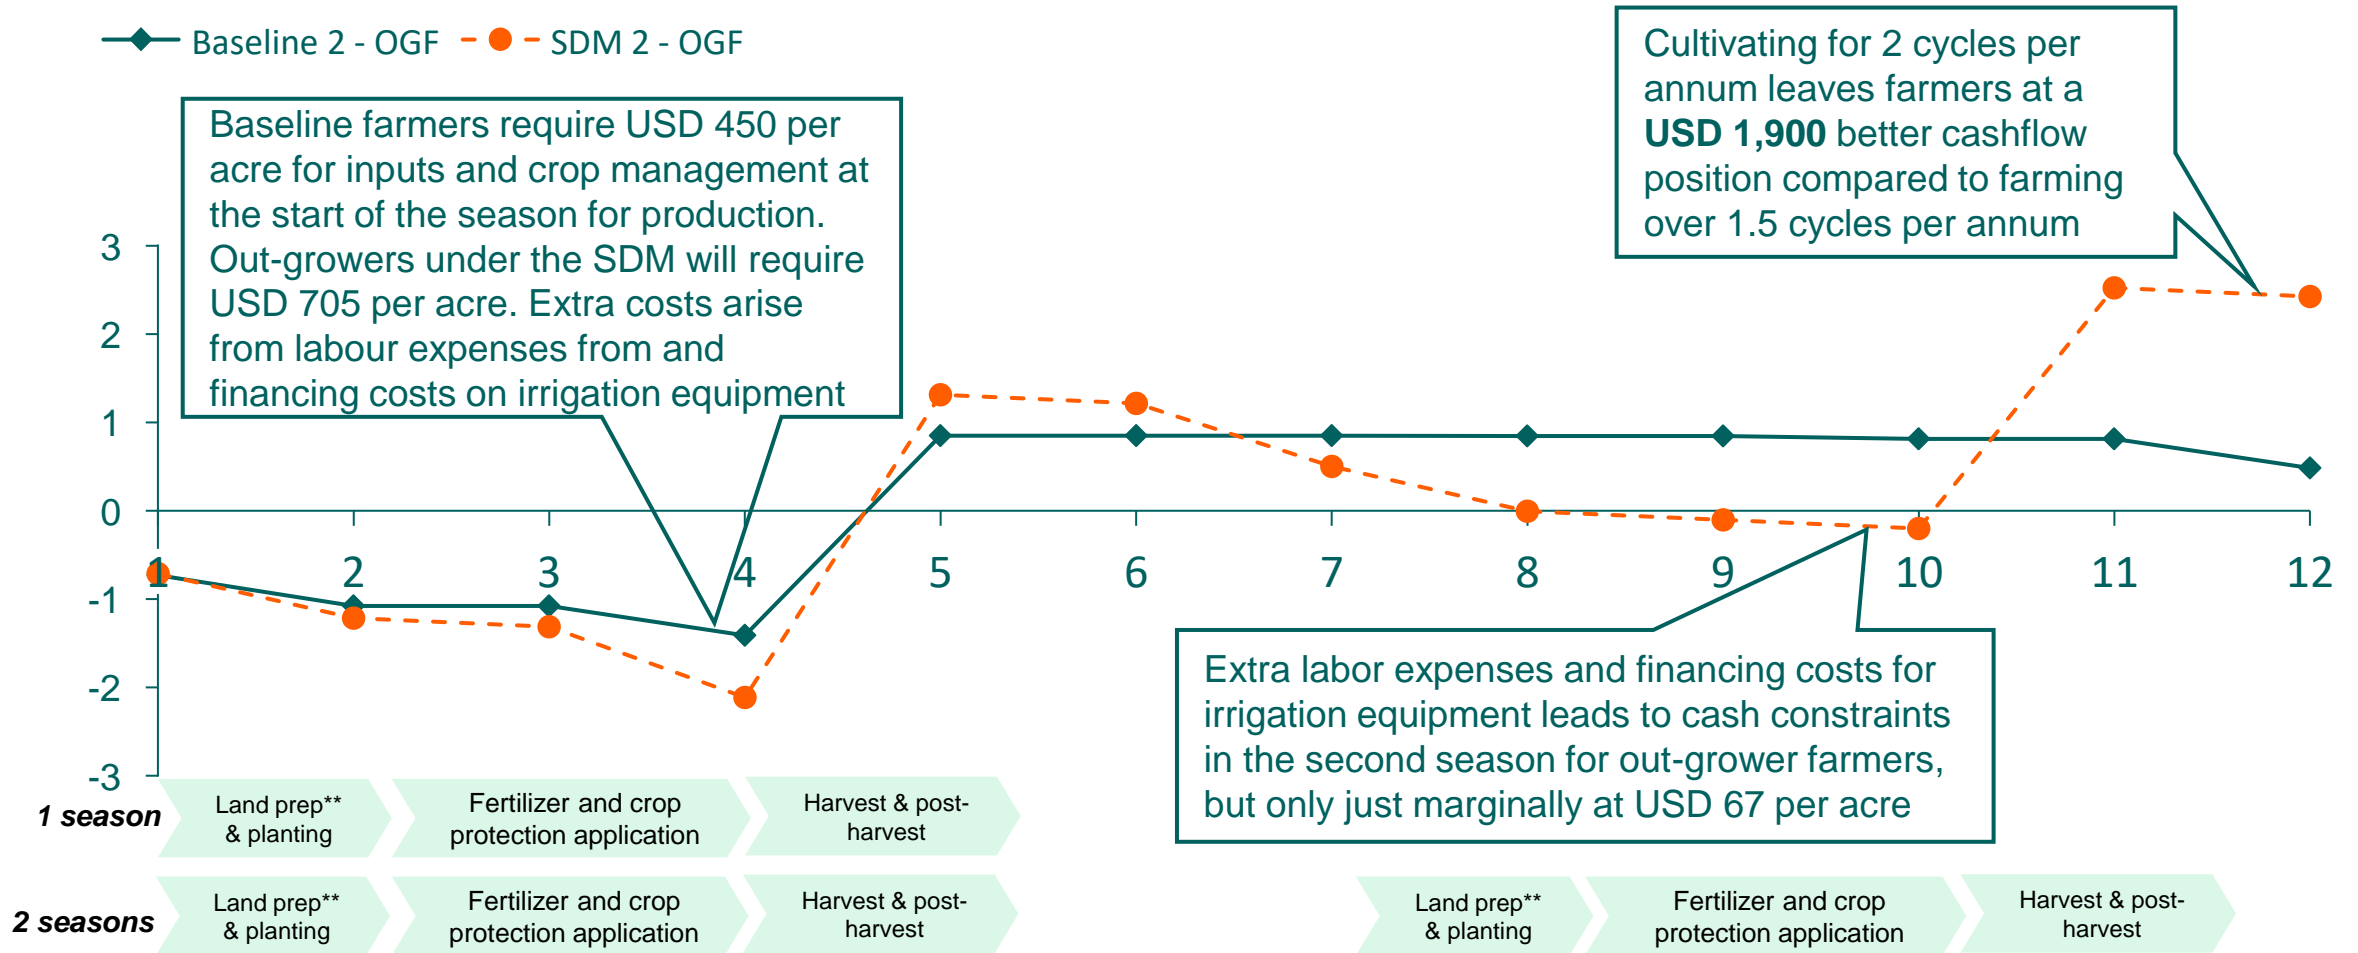 Baseline 2 - OGF
SDM 2 - OGF
Baseline farmers require USD 450 per
acre for inputs and crop management at
the start of the season for production.
Out-growers under the SDM will require
USD 705 per acre. Extra costs arise
from labour expenses from and
financing costs on irrigation equipment
Cultivating for 2 cycles per
annum leaves farmers at a
USD 1,900 better cashflow
position compared to farming
over 1.5 cycles per annum
3
2
1
0
-1
-2
-3
1 2 3 4 5 6 7 8 9 10 11 12
Extra labor expenses and financing costs for
irrigation equipment leads to cash constraints
in the second season for out-grower farmers,
but only just marginally at USD 67 per acre
1 season
Land prep**
& planting
Fertilizer and crop
protection application
Harvest & post-
harvest
2 seasons
Land prep**
& planting
Fertilizer and crop
protection application
Harvest & post-
harvest
Land prep**
& planting
Fertilizer and crop
protection application
Harvest & post-
harvest